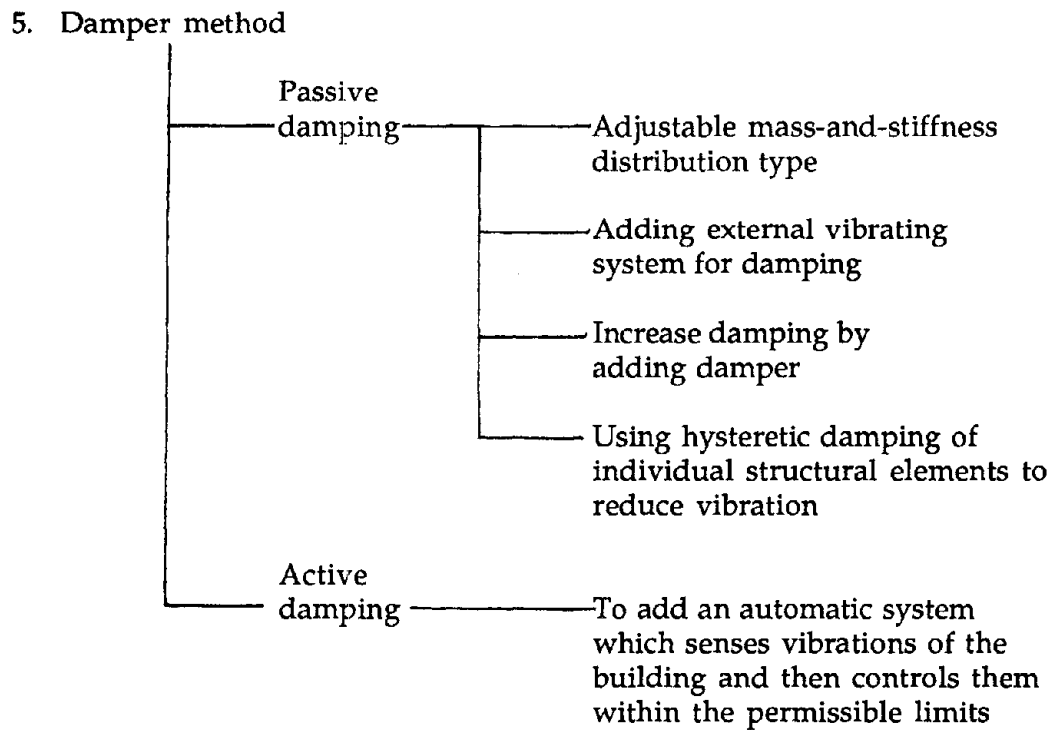 5. Damper method
Passive
damping
Adjustable mass-and-stiffness
distribution type
Adding external vibrating
system for damping
Increase damping by
adding damper
Using hysteretic damping of
individual structural elements to
reduce vibration
Active
damping
To add an automatic system
which senses vibrations of the
building and then controls them
within the permissible limits